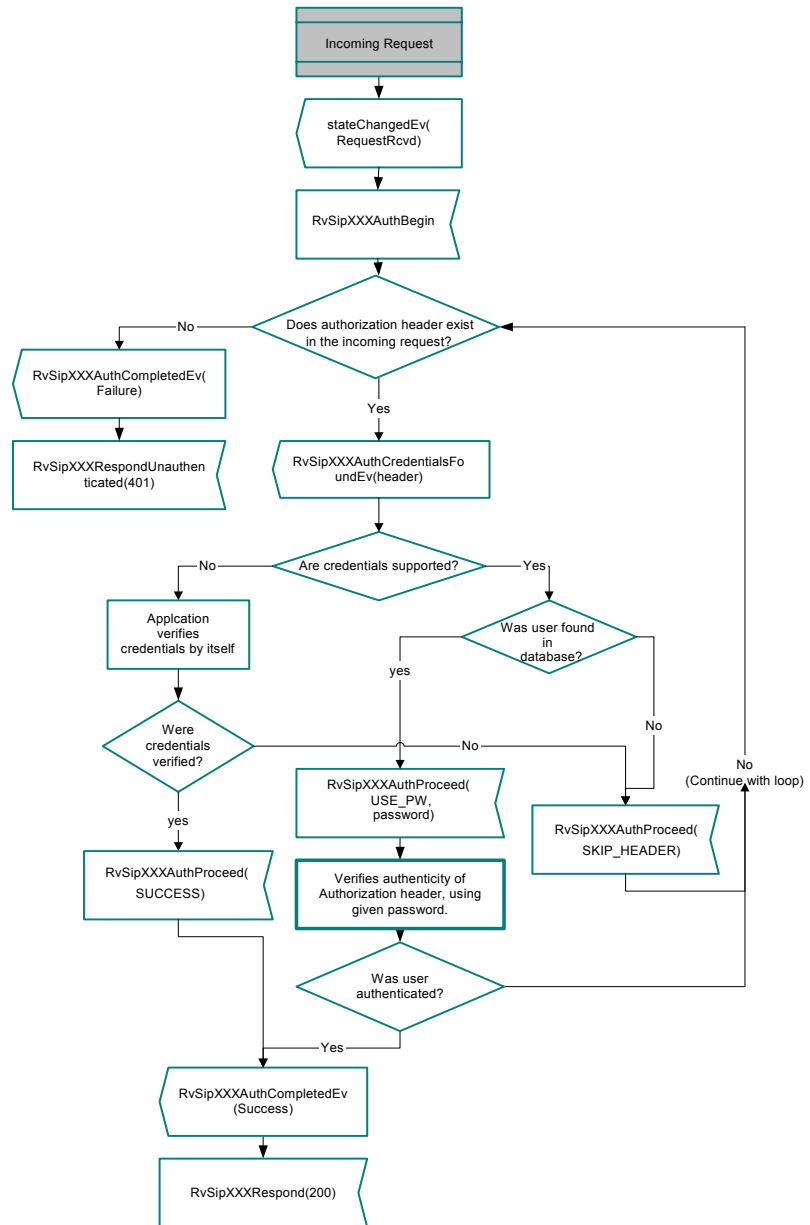 Incoming Request
stateChangedEv(
RequestRcvd)
RvSipXXXAuthBegin
Does authorization header exist
in the incoming request?
No
RvSipXXXAuthCompletedEv(
Failure)
Yes
RvSipXXXRespondUnauthen
ticated(401)
RvSipXXXAuthCredentialsFo
undEv(header)
Are credentials supported?
No
Yes
Applcation
verifies
credentials by itself
Was user found
in
database?
yes
No
Were
credentials
verified?
No
No
(Continue with loop)
RvSipXXXAuthProceed(
USE_PW,
password)
yes
RvSipXXXAuthProceed(
SKIP_HEADER)
RvSipXXXAuthProceed(
SUCCESS)
Verifies authenticity of
Authorization header, using
given password.
Was user
authenticated?
Yes
RvSipXXXAuthCompletedEv
(Success)
RvSipXXXRespond(200)